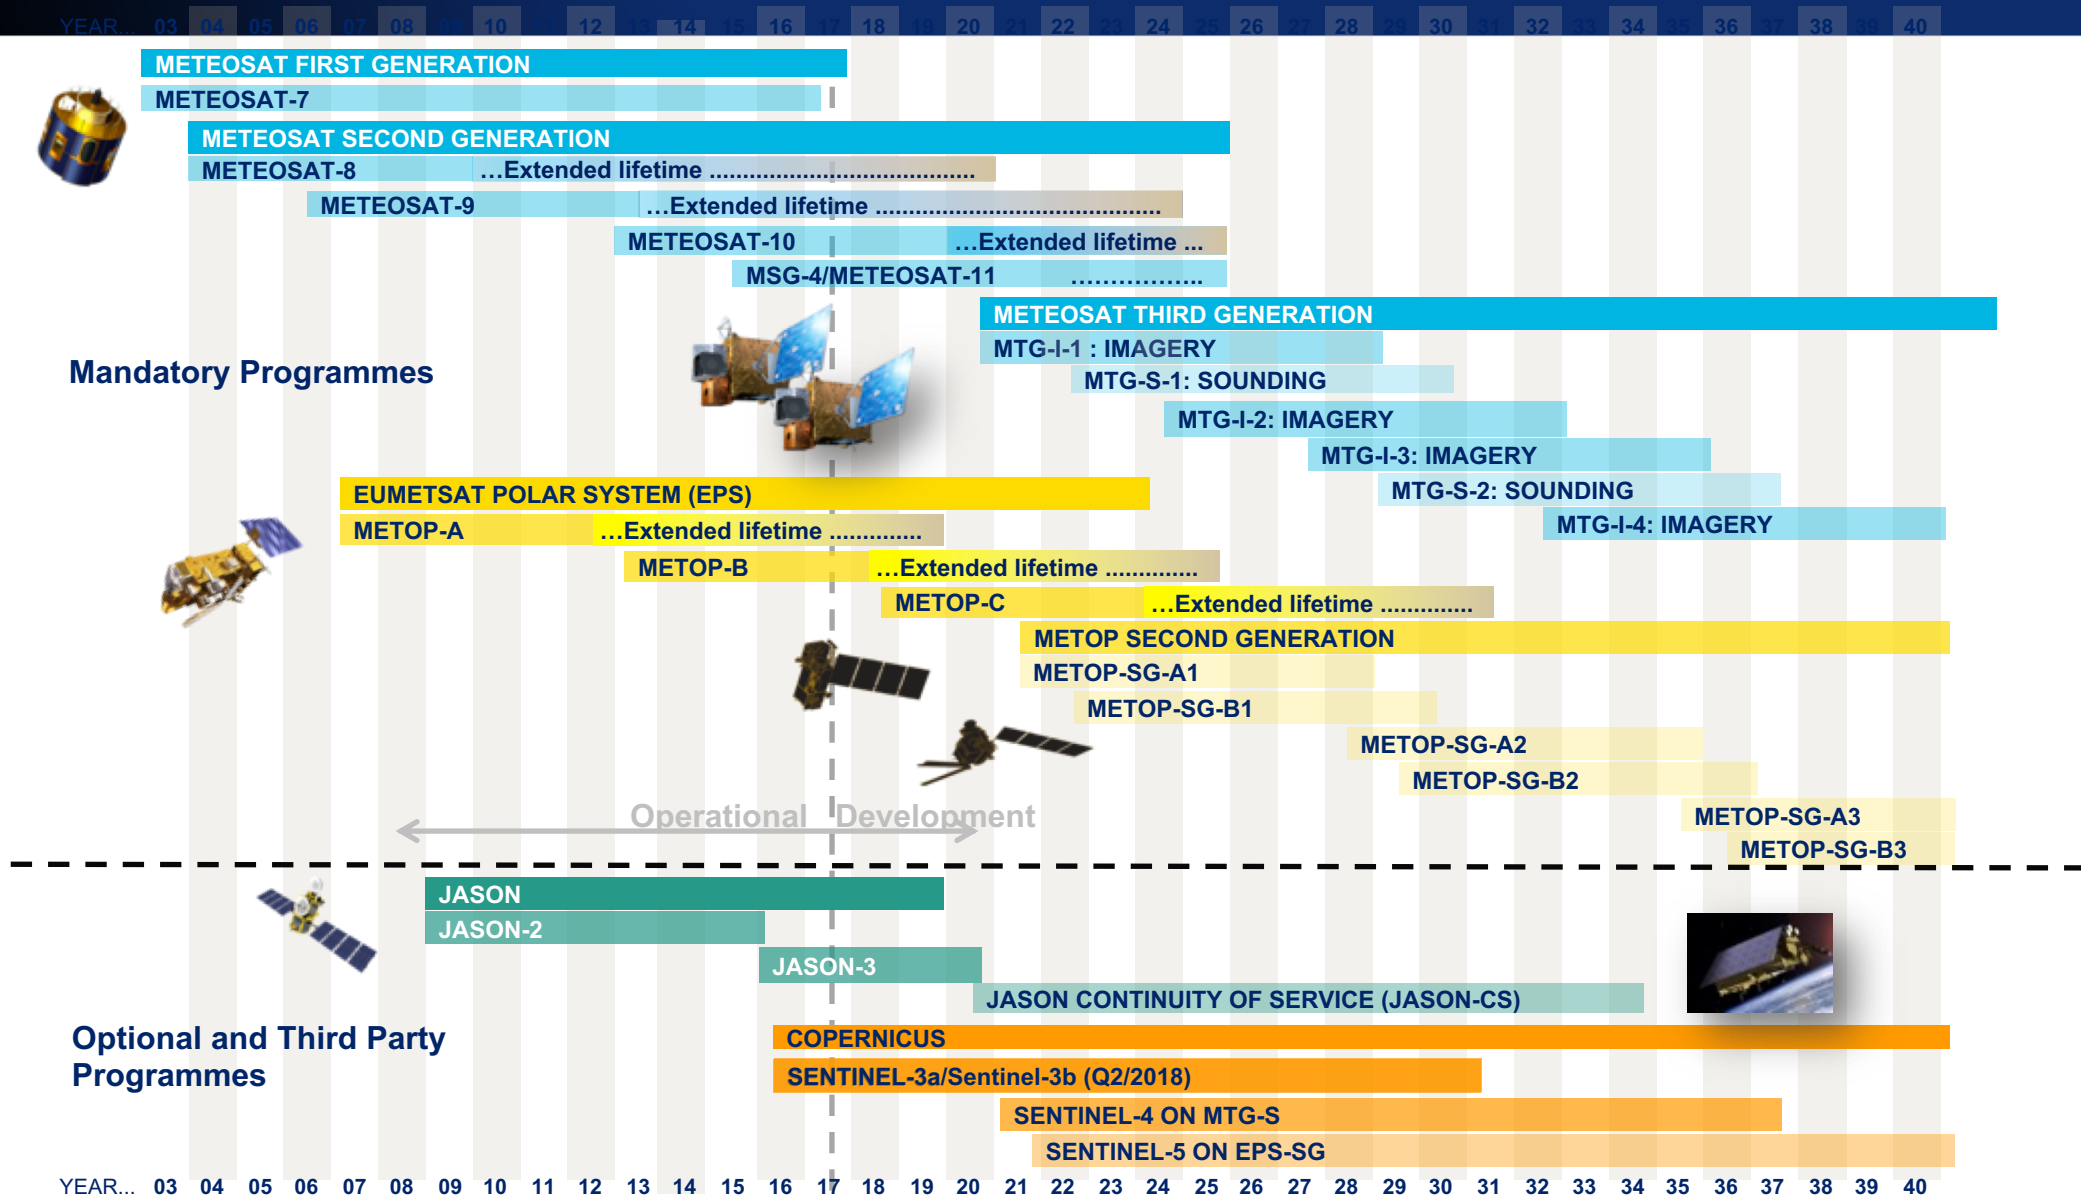 YEAR... 03 04 05 06 07 08 09 10 11 12 13 14 15 16 17 18 19 20 21 22 23 24 25 26 27 28 29 30 31 32 33 34 35 36 37 38 39 40
METEOSAT FIRST GENERATION
METEOSAT-7
METEOSAT SECOND GENERATION
METEOSAT-8 ...Extended lifetime ........................................
METEOSAT-9 ...Extended lifetime ...........................................
METEOSAT-10 ...Extended lifetime ...
MSG-4/METEOSAT-11 .................
METEOSAT THIRD GENERATION
MTG-I-1 : IMAGERY
Mandatory Programmes
MTG-S-1: SOUNDING
MTG-I-2: IMAGERY
MTG-I-3: IMAGERY
EUMETSAT POLAR SYSTEM (EPS)
MTG-S-2: SOUNDING
METOP-A ...Extended lifetime ..............
MTG-I-4: IMAGERY
METOP-B ...Extended lifetime ..............
METOP-C ...Extended lifetime ..............
METOP SECOND GENERATION
METOP-SG-A1
METOP-SG-B1
METOP-SG-A2
METOP-SG-B2
Operational Development
METOP-SG-A3
METOP-SG-B3
JASON
JASON-2
JASON-3
JASON CONTINUITY OF SERVICE (JASON-CS)
Optional and Third Party
Programmes
COPERNICUS
SENTINEL-3a/Sentinel-3b (Q2/2018)
SENTINEL-4 ON MTG-S
SENTINEL-5 ON EPS-SG
YEAR... 03 04 05 06 07 08 09 10 11 12 13 14 15 16 17 18 19 20 21 22 23 24 25 26 27 28 29 30 31 32 33 34 35 36 37 38 39 40